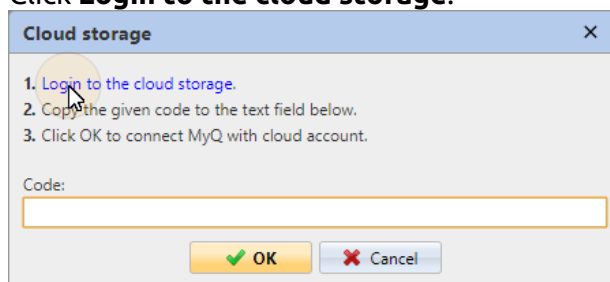 Click Login to the cloud storage.
Cloud storage
1. Login to the cloud storage.
2. Copy the given code to the text field below.
3. Click OK to connect MyQ with cloud account.
Code:
OK Cancel